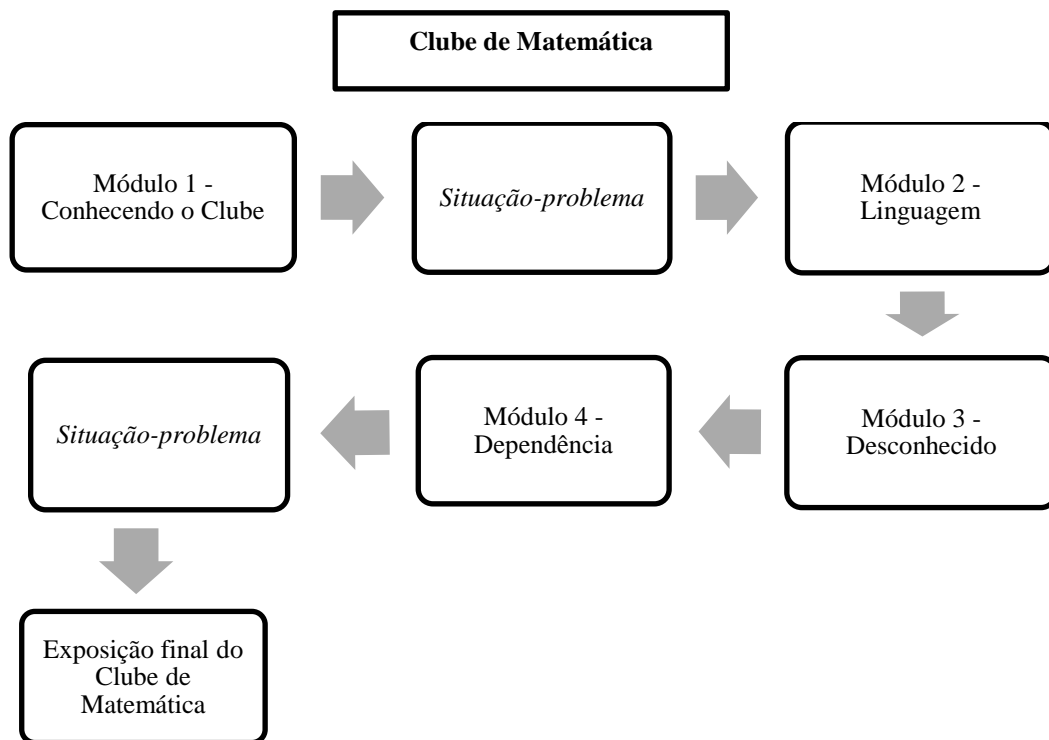 Clube de Matemática
Módulo 1 -
Conhecendo o Clube
Situação-problema
Módulo 2 -
Linguagem
Módulo 3 -
Desconhecido
Módulo 4 -
Dependência
Situação-problema
Exposição final do
Clube de
Matemática